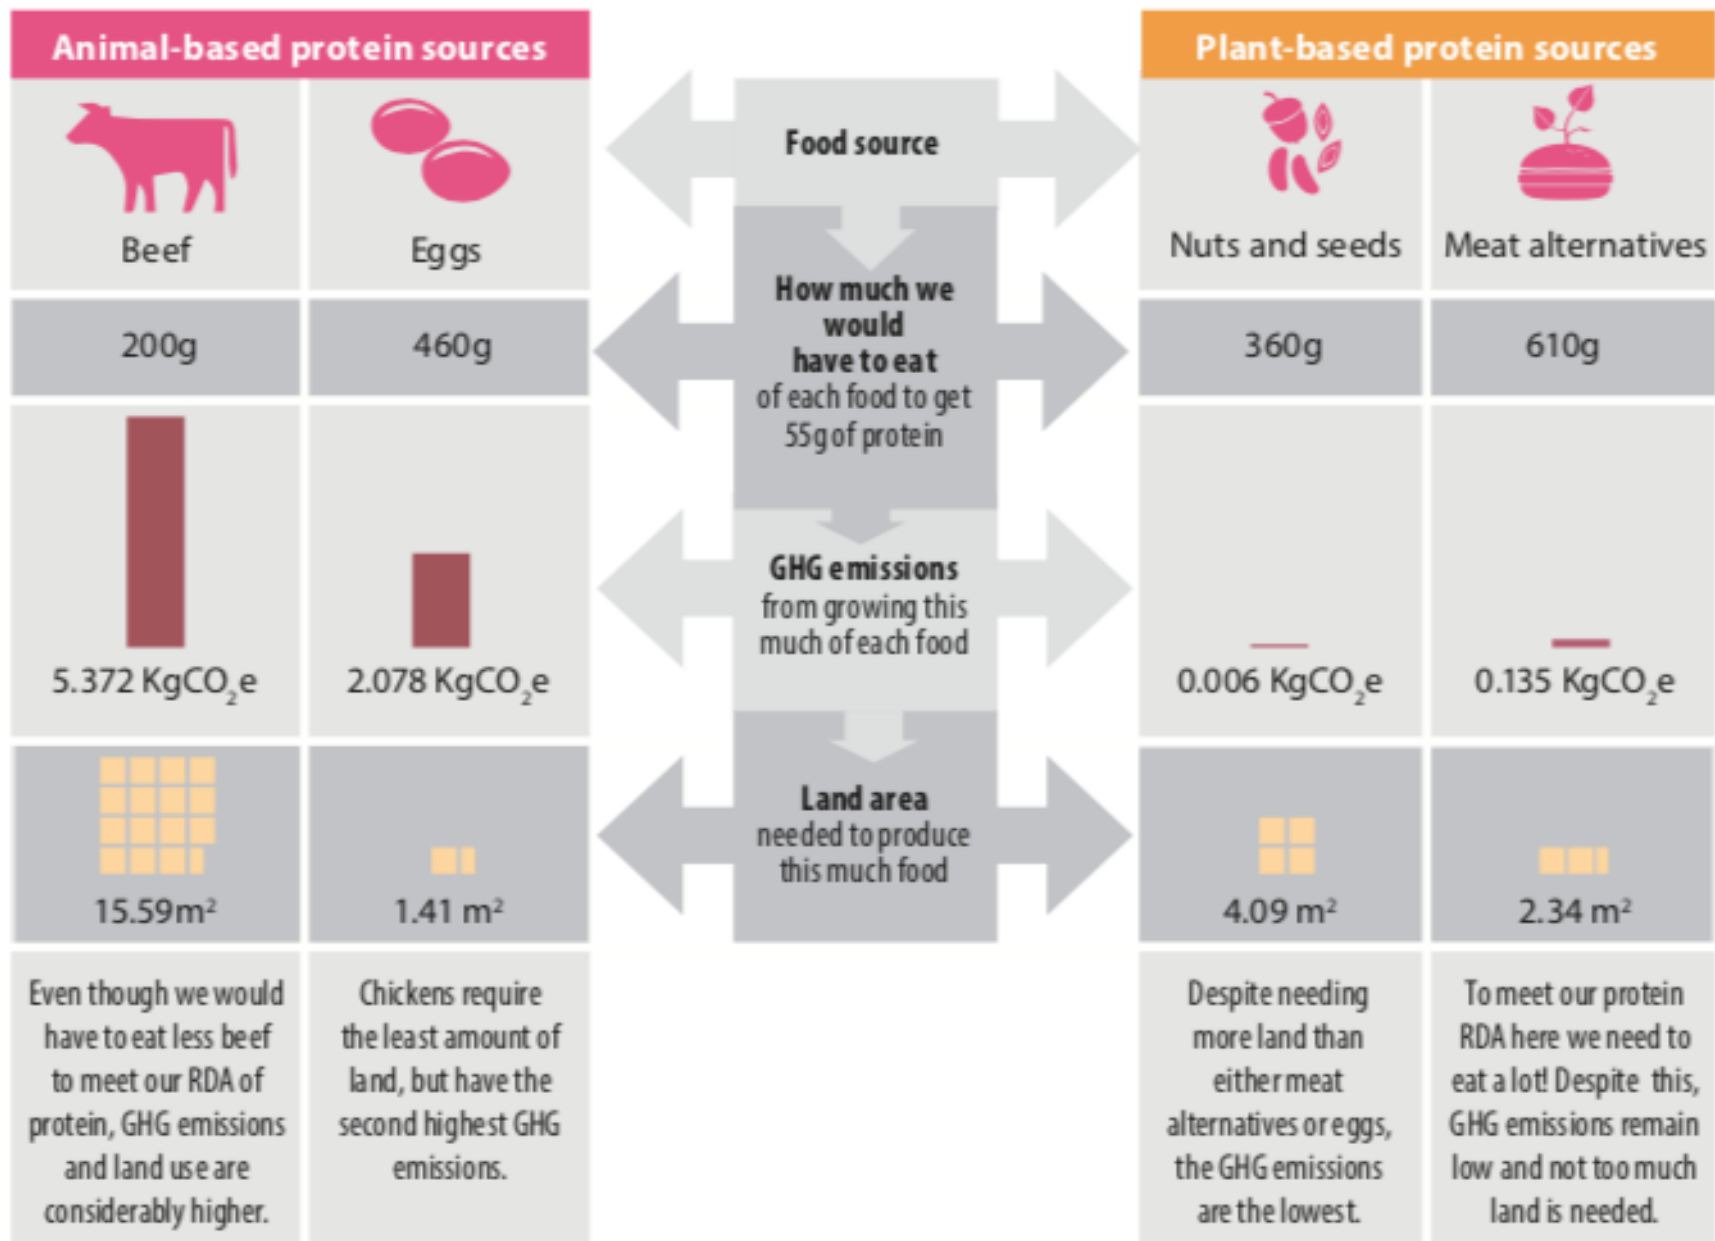 Animal-based protein sources
Beef
Eggs
200g
460g
5.372 KgCO₂e
2.078 KgCO₂e
15.59m²
1.41 m²
Even though we would
have to eat less beef
to meet our RDA of
protein, GHG emissions
and land use are
considerably higher.
Chickens require
the least amount of
land, but have the
second highest GHG
emissions.
Food source
How much we
would
have to eat
of each food to get
55g of protein
GHG emissions
from growing this
much of each food
Land area
needed to produce
this much food
Plant-based protein sources
Nuts and seeds
Meat alternatives
360g
610g
0.006 KgCO₂e
0.135 KgCO₂e
4.09 m²
2.34 m²
Despite needing
more land than
either meat
alternatives or eggs,
the GHG emissions
are the lowest.
To meet our protein
RDA here we need to
eat a lot! Despite this,
GHG emissions remain
low and not too much
land is needed.